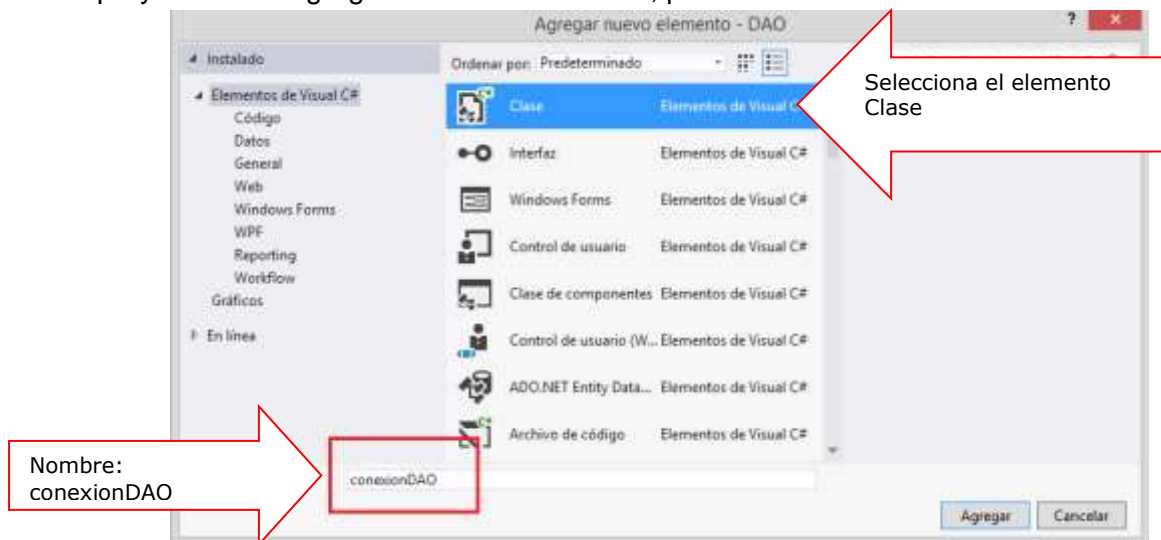 Agregar nuevo elemento - DAO
?
Instalado
Ordenar por: Predeterminado
Elementos de Visual C#
Código
Datos
General
Web
Windows Forms
WPF
Reporting
Workflow
Gráficos
En línea
Clase Elementos de Visual
Interfaz Elementos de Visual C#
Windows Forms Elementos de Visual C#
Control de usuario Elementos de Visual C#
Clase de componentes Elementos de Visual C#
Control de usuario (W... Elementos de Visual C#
ADO.NET Entity Data... Elementos de Visual C#
Archivo de código Elementos de Visual C#
Selecciona el elemento
Clase
Nombre:
conexionDAO
conexionDAO
Agregar Cancelar